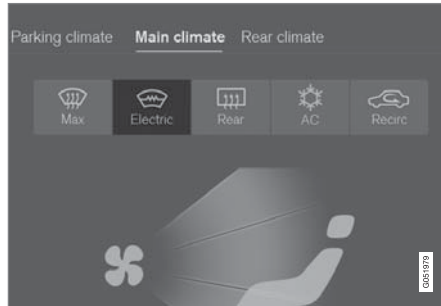 Parking climate Main climate Rear climate
Max Electric Rear AC Recirc
G051979